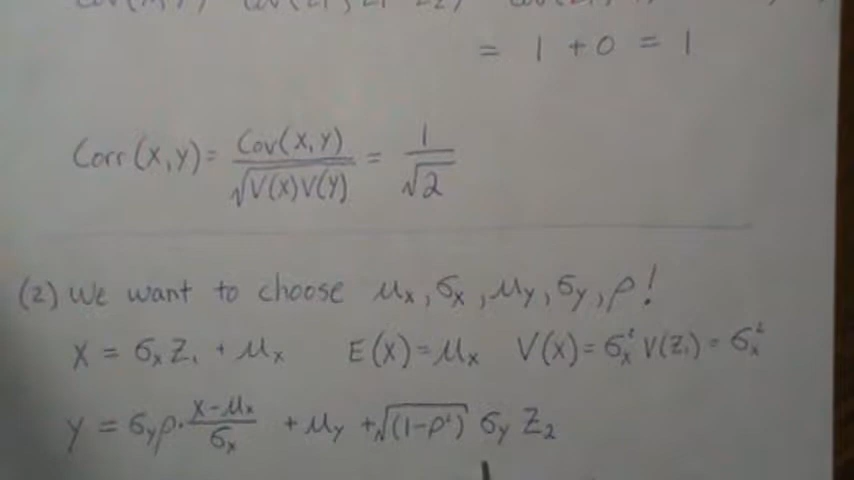 = 1 + 0 = 1
Corr(X,Y) = Cov(X,Y) / √V(X)V(Y) = 1 / √2
(2) We want to choose μx, σx, μy, σy, ρ!
X = σx Z₁ + μx E(X) = μx V(X) = σx² V(Z₁) = σx²
Y = σyρ · X-μx / σx + μy + √(1-ρ²) σy Z₂